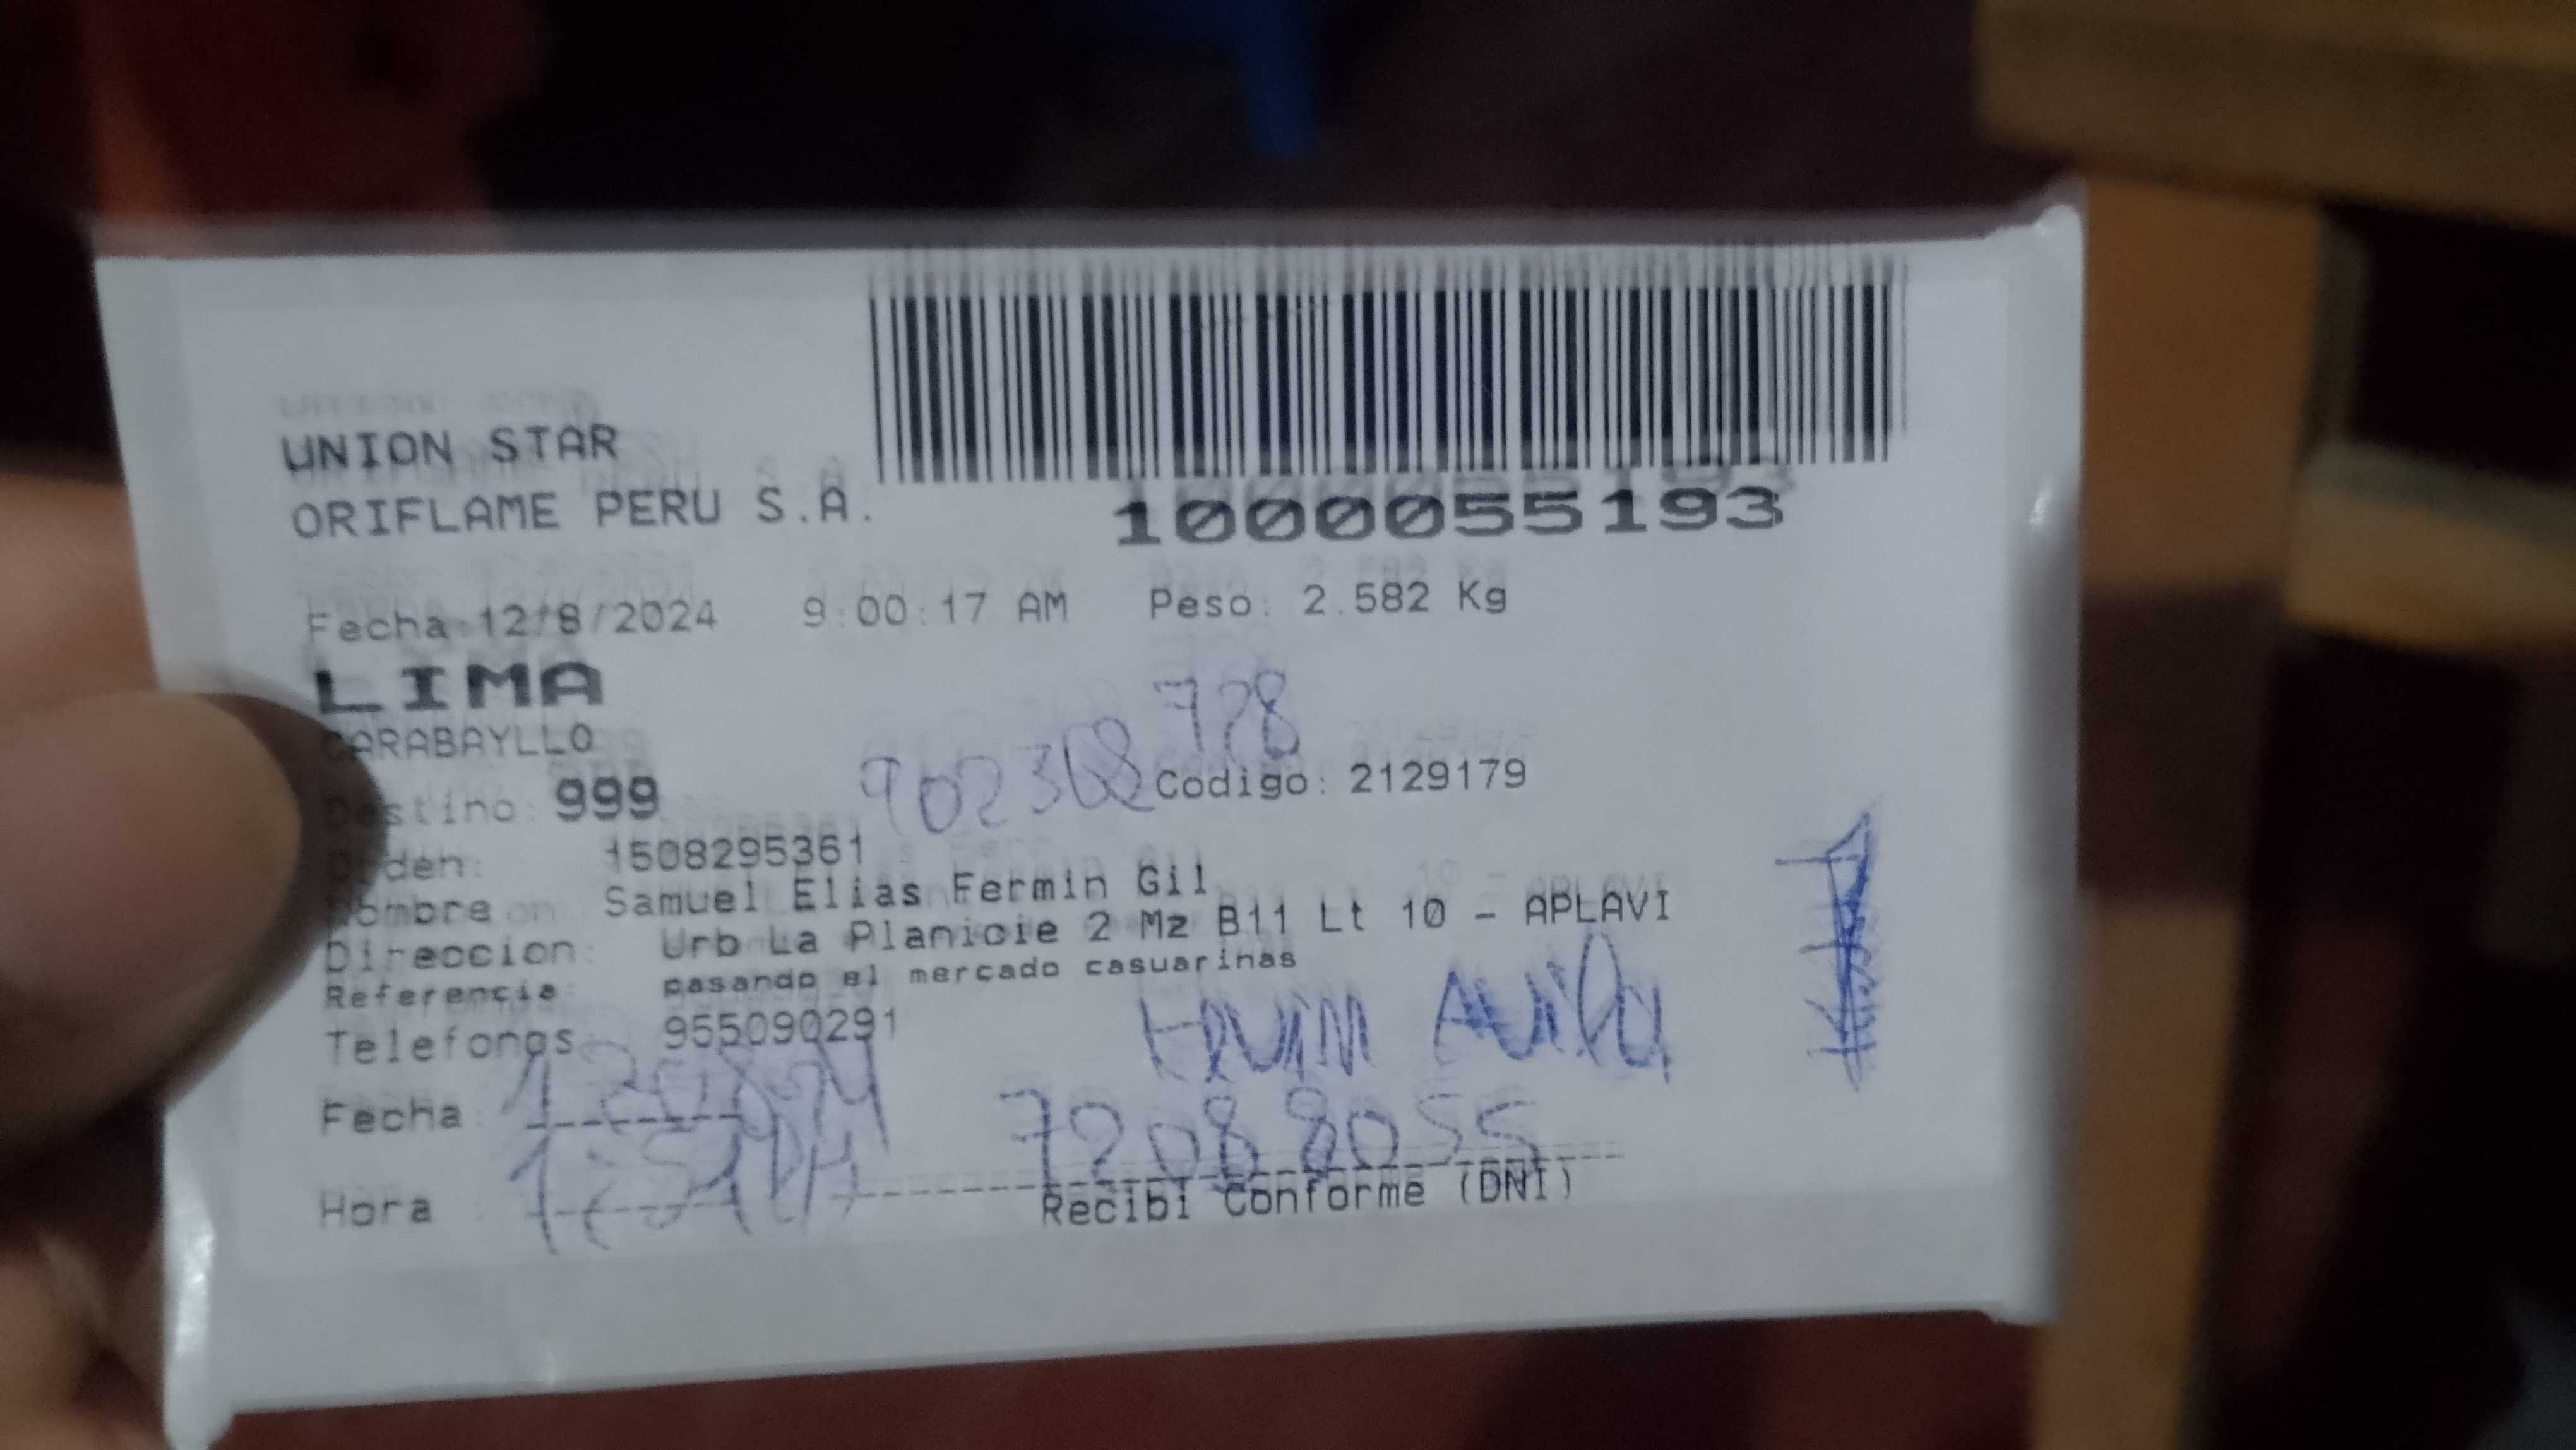 UNION STAR
ORIFLAME PERU S.A.
1000055193
Fecha:12/8/2024 9:00:17 AM Peso: 2.582 Kg
LIMA
CARABAYLLO
728
902368
Destino: 999
Codigo: 2129179
Orden: 1508295361
Nombre Samuel Elias Fermin Gil
Direccion: Urb La Planicie 2 Mz B11 Lt 10 - APLAVI
Referencia: pasando el mercado casuarinas
Telefonos 955090291
Avila
Fecha :
72088055
Hora :
Recibi Conforme (DNI)